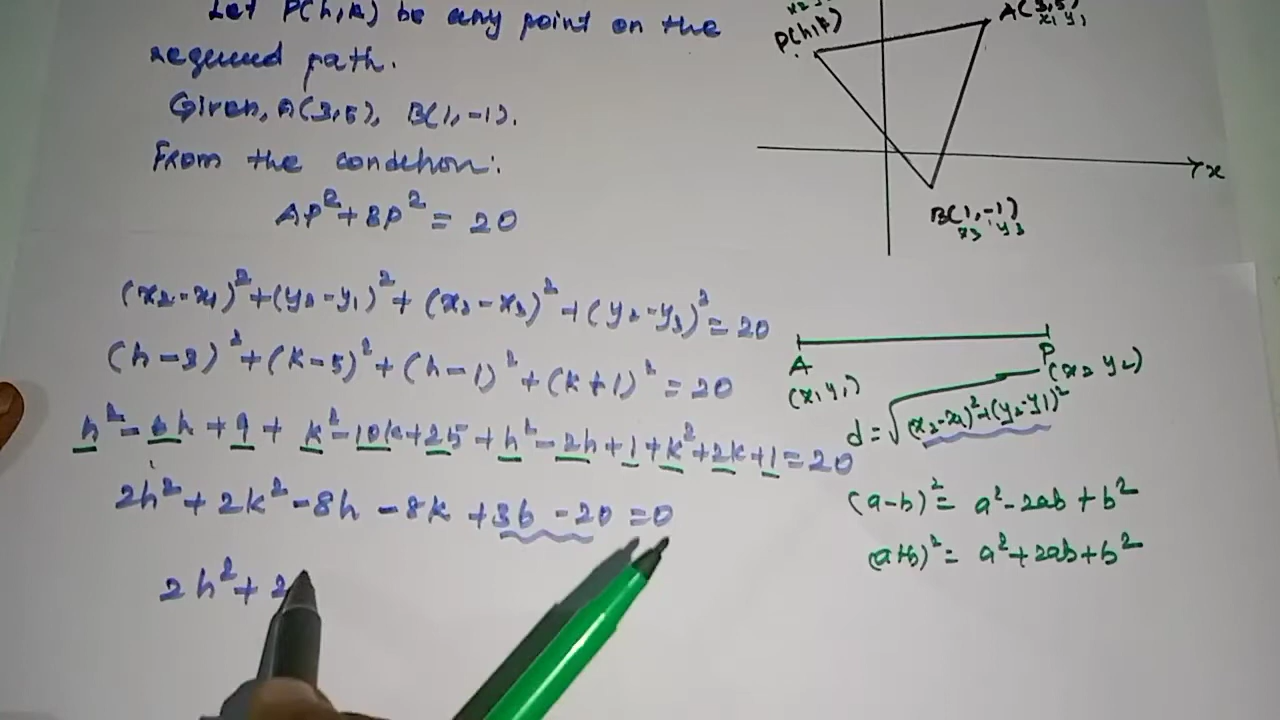 Let P(h,k) be any point on the
required path.
Given, A(3,5), B(1,-1).
From the condition:
AP² + BP² = 20
(x₂-x₁)² + (y₂-y₁)² + (x₂-x₃)² + (y₂-y₃)² = 20
(h-3)² + (k-5)² + (h-1)² + (k+1)² = 20
h² - 6h + 9 + k² - 10k + 25 + h² - 2h + 1 + k² + 2k + 1 = 20
2h² + 2k² - 8h - 8k + 36 - 20 = 0
2h² + 2
P(h,k)
A(3,5)
x₁ y₁
x
B(1,-1)
x₃ y₃
A
P
(x₁ y₁)
(x₂ y₂)
d = √(x₂-x₁)² + (y₂-y₁)²
(a-b)² = a² - 2ab + b²
(a+b)² = a² + 2ab + b²